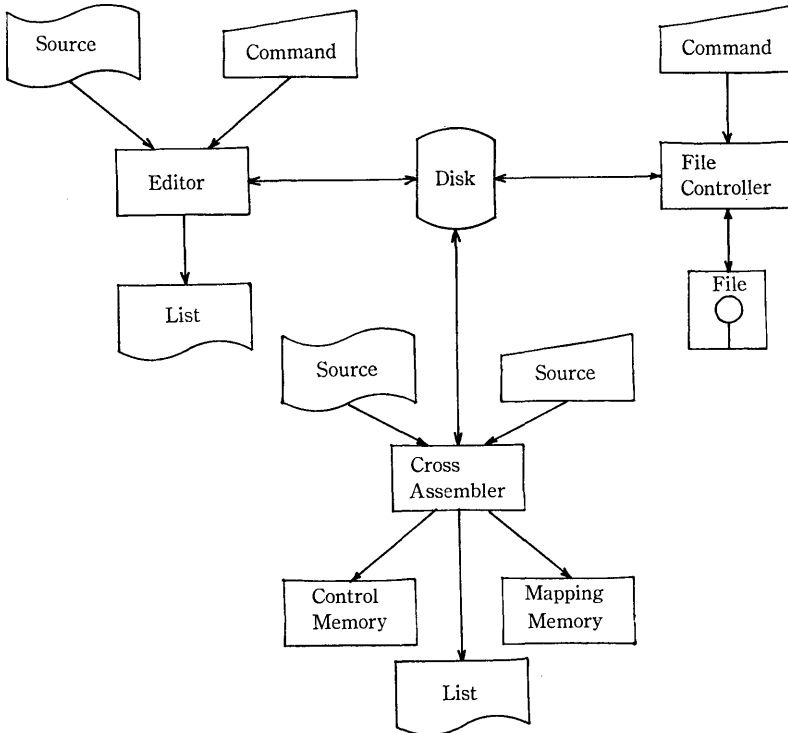 Source
Command
Command
Editor
Disk
File
Controller
List
File
Source
Source
Cross
Assembler
Control
Memory
Mapping
Memory
List